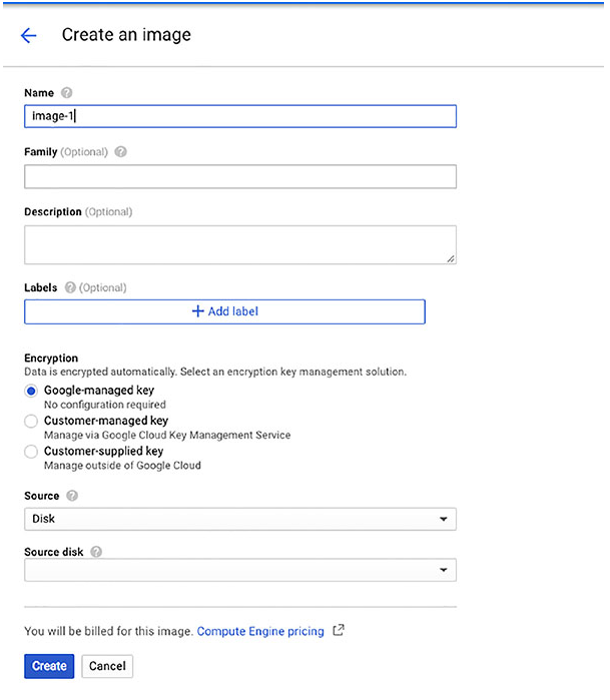 Create an image
Name
image-1
Family (Optional)
Description (Optional)
Labels (Optional)
Add label
Encryption
Data is encrypted automatically. Select an encryption key management solution.
Google-managed key
No configuration required
Customer-managed key
Manage via Google Cloud Key Management Service
Customer-supplied key
Manage outside of Google Cloud
Source
Disk
Source disk
You will be billed for this image. Compute Engine pricing
Create Cancel